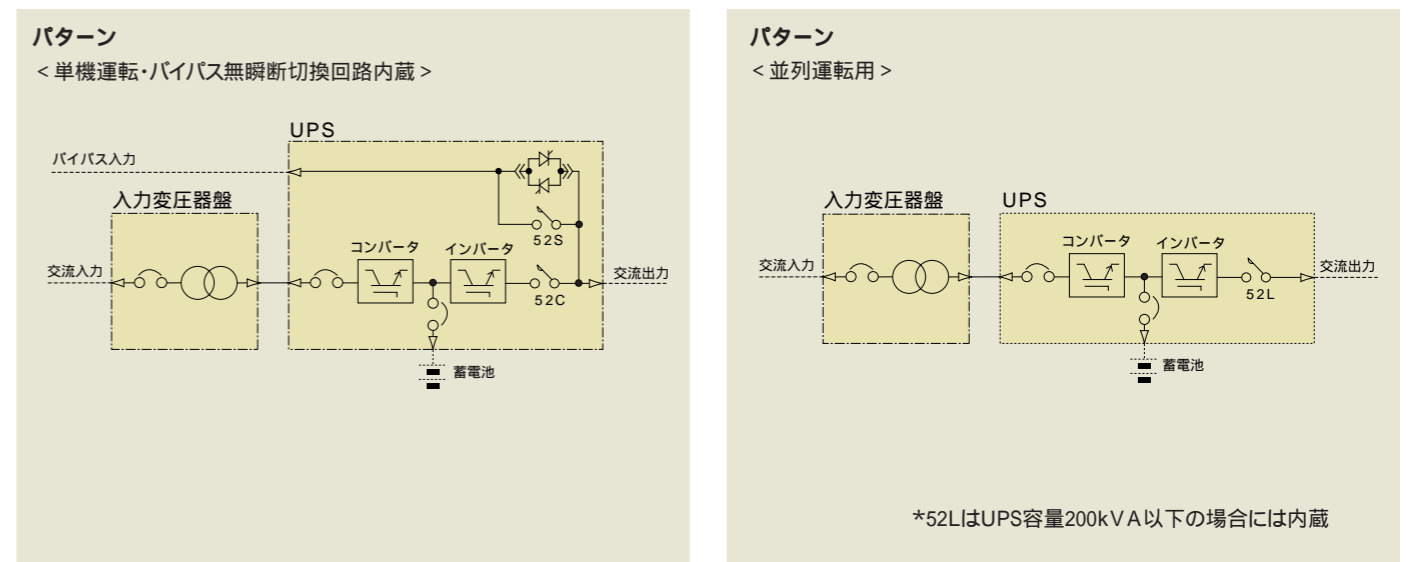 パターン
<単機運転・バイパス無瞬断切換回路内蔵>
UPS
バイパス入力
入力変圧器盤
52S
コンバータ
インバータ
交流入力
交流出力
52C
蓄電池
パターン
<並列運転用>
入力変圧器盤
UPS
コンバータ
インバータ
交流入力
交流出力
52L
蓄電池
*52LはUPS容量200kVA以下の場合には内蔵